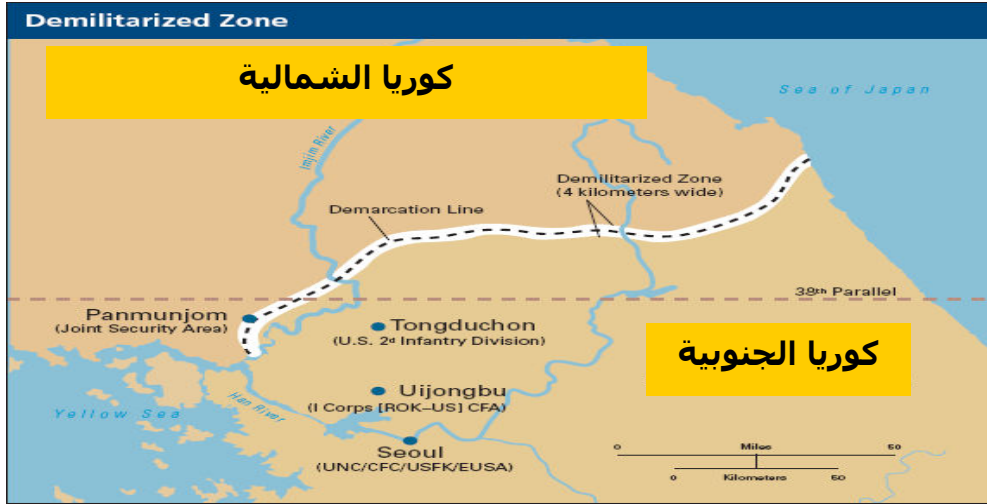 Demilitarized Zone
كوريا الشمالية
Sea of Japan
Imjim River
Demilitarized Zone
(4 kilometers wide)
Demarcation Line
38th Parallel
Panmunjom
(Joint Security Area)
Tongduchon
(U.S. 2d Infantry Division)
كوريا الجنوبية
Uijongbu
(I Corps [ROK–US] CFA)
Yellow Sea
Han River
Seoul
(UNC/CFC/USFK/EUSA)
0 Miles 50
0 Kilometers 50